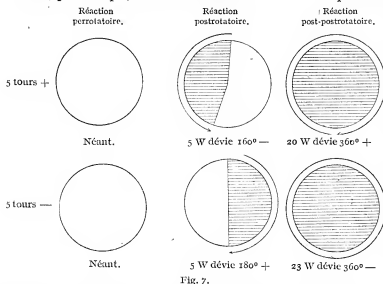 Réaction perrotatoire.
Réaction postrotatoire.
Réaction post-postrotatoire.
5 tours +
Néant.
5 W dévie 160° —
20 W dévie 360° +
5 tours —
Néant.
5 W dévie 180° +
23 W dévie 360° —
Fig. 7.